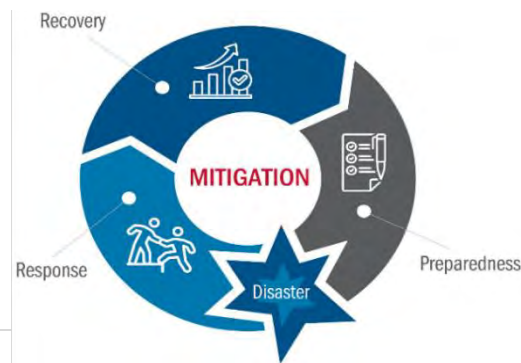 Recovery
MITIGATION
Response
Preparedness
Disaster